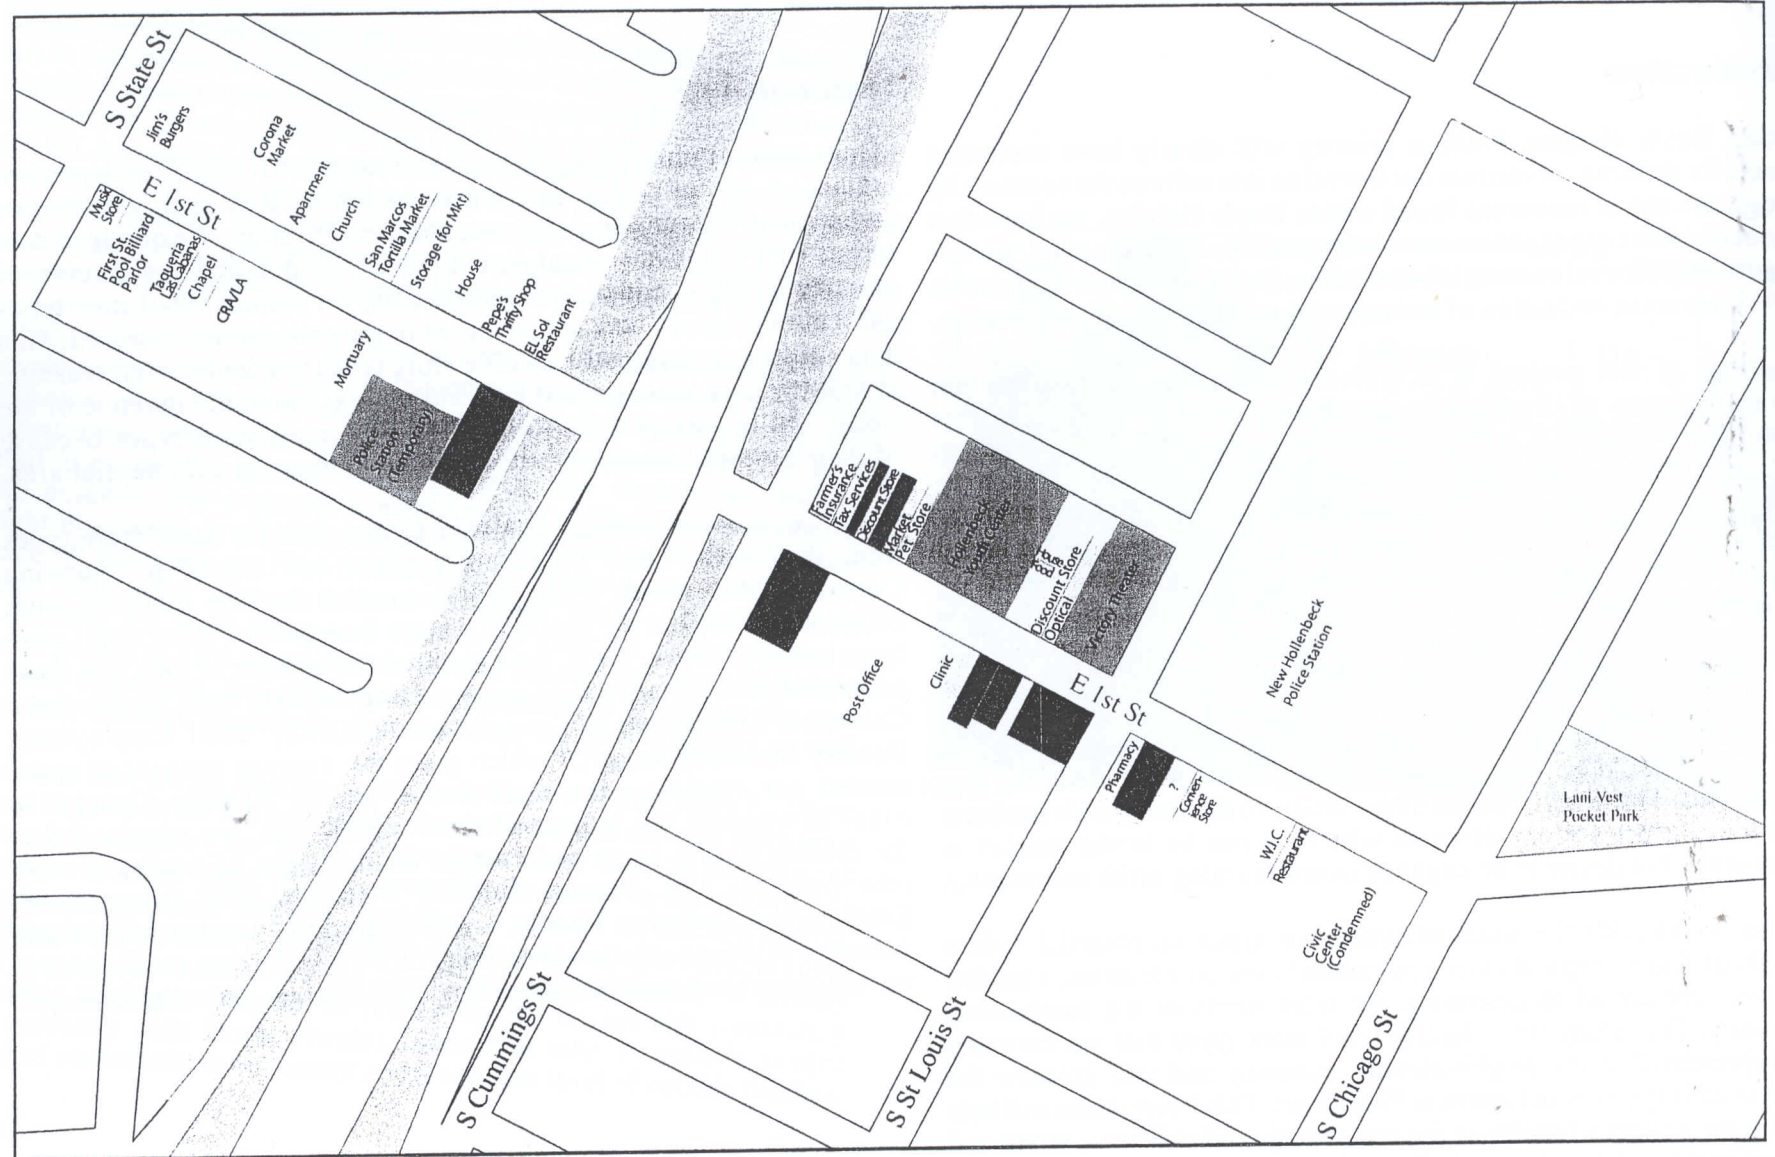 S State St
Jim's
Burgers
Corona
Market
Apartment
Church
San Marcos
Tortilla Market
Storage (for Mkt)
House
Pepe's
Thrifty Shop
EL Sol
Restaurant
E 1st St
Music
Store
First St.
Pool Billiard
Parlor
Taqueria
Las Cabanas
Chapel
CRA/LA
Mortuary
Police
Station
(Temporary)
Farmer's
Insurance
Tax Services
Discount Store
Market
Pet Store
Hollenbeck
Youth Center
Discount Store
Optical
Victory Theater
Post Office
Clinic
E 1st St
New Hollenbeck
Police Station
Pharmacy
?
Conven-
ience
Store
W.I.C.
Restaurant
Civic
Center
(Condemned)
Lani Vest
Pocket Park
S Cummings St
S St Louis St
S Chicago St